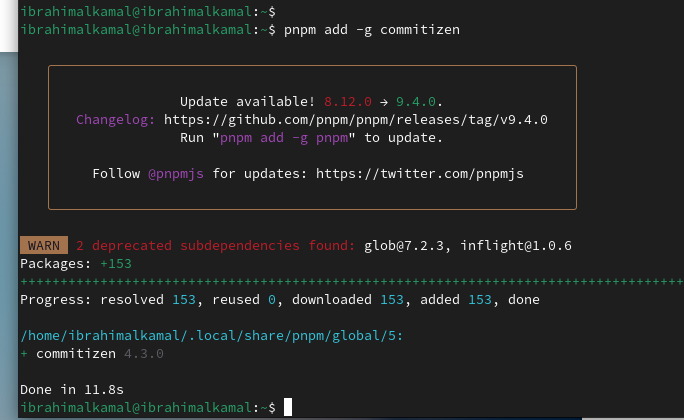 ibrahimalkamal@ibrahimalkamal:~$
ibrahimalkamal@ibrahimalkamal:~$ pnpm add -g commitizen
Update available! 8.12.0 → 9.4.0.
Changelog: https://github.com/pnpm/pnpm/releases/tag/v9.4.0
Run "pnpm add -g pnpm" to update.
Follow @pnpmjs for updates: https://twitter.com/pnpmjs
WARN 2 deprecated subdependencies found: glob@7.2.3, inflight@1.0.6
Packages: +153
++++++++++++++++++++++++++++++++++++++++++++++++++++++++++++++++++++++++++++++++++
Progress: resolved 153, reused 0, downloaded 153, added 153, done
/home/ibrahimalkamal/.local/share/pnpm/global/5:
+ commitizen 4.3.0
Done in 11.8s
ibrahimalkamal@ibrahimalkamal:~$